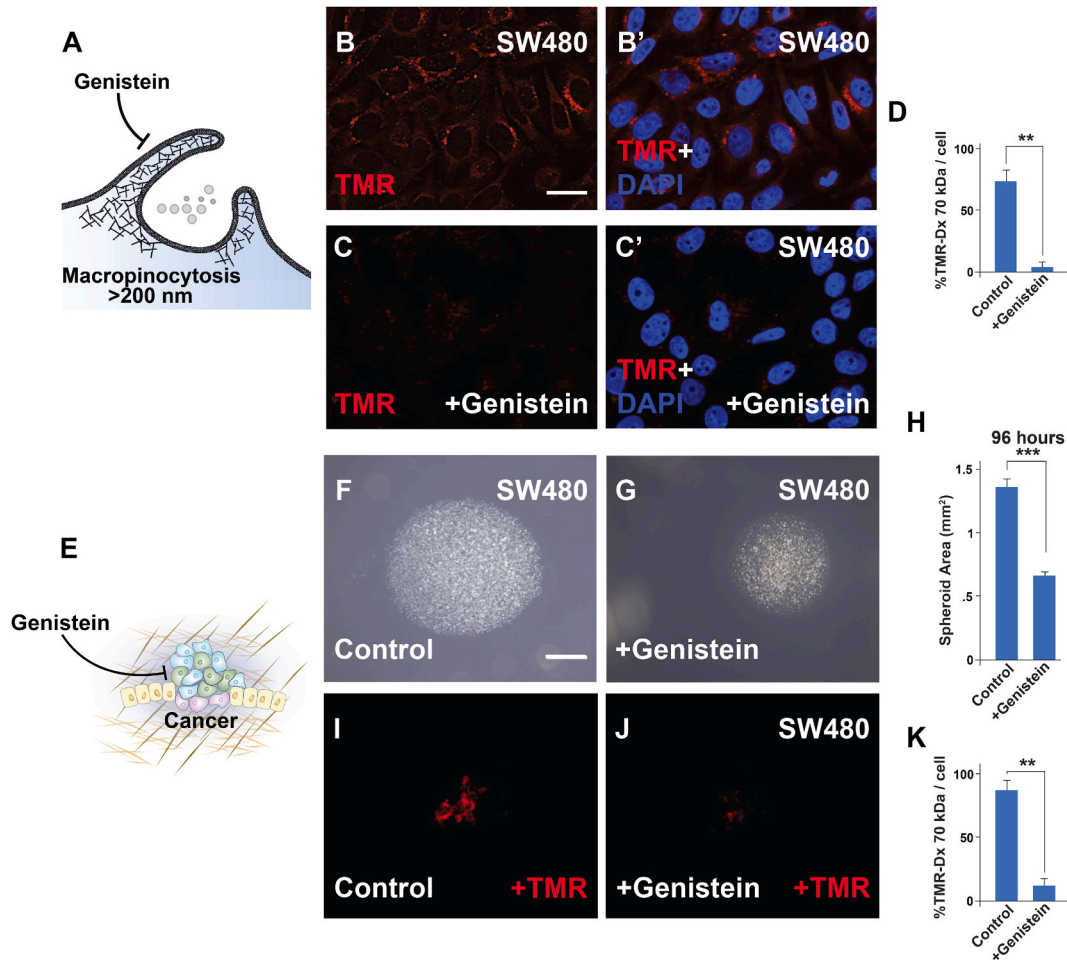 A
Genistein
Macropinocytosis
>200 nm
B
SW480
TMR
B’
SW480
TMR+
DAPI
C
TMR
+Genistein
C’
SW480
TMR+
DAPI
+Genistein
D
%TMR-Dx 70 kDa / cell
**
100
50
0
Control
+Genistein
E
Genistein
Cancer
F
SW480
Control
G
SW480
+Genistein
H
96 hours
***
Spheroid Area (mm²)
1.5
1
.5
0
Control
+Genistein
I
Control
+TMR
J
SW480
+Genistein
+TMR
K
%TMR-Dx 70 kDa / cell
**
100
50
0
Control
+Genistein